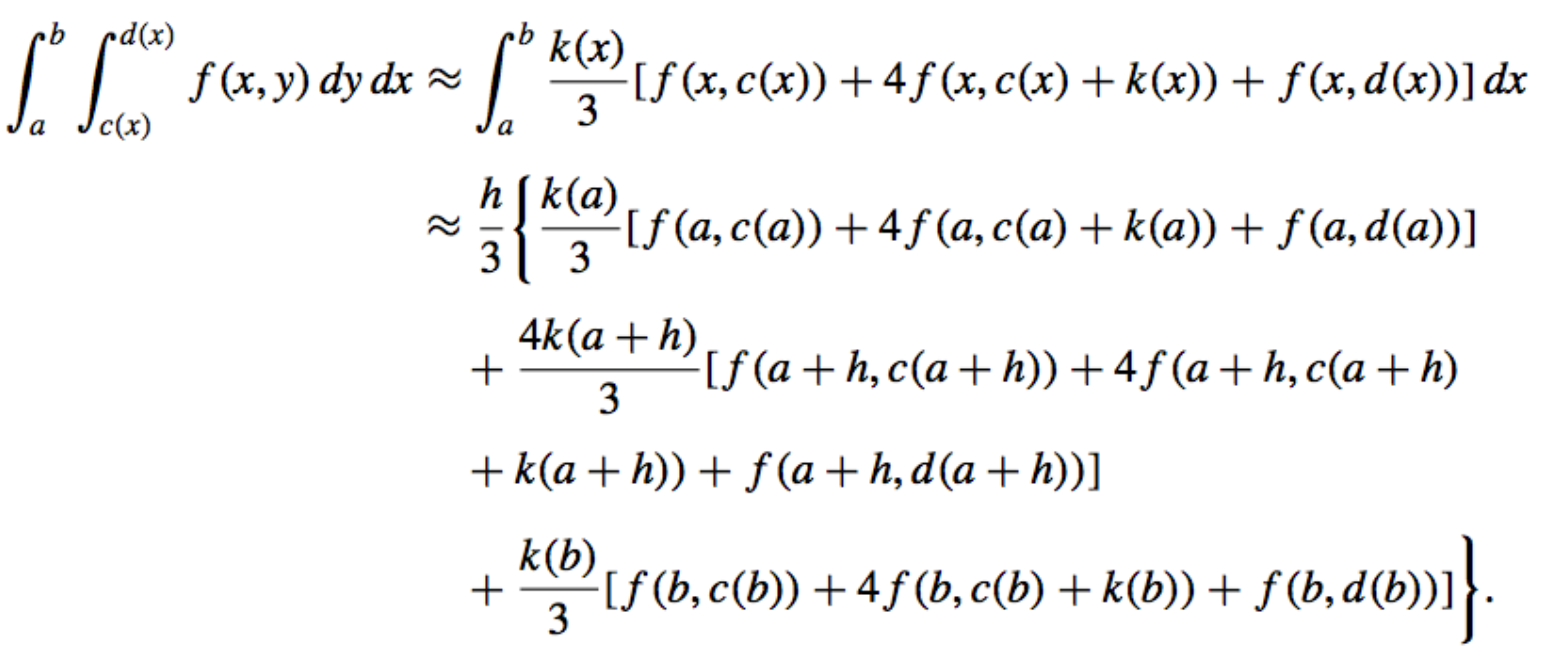 ∫_a^b ∫_{c(x)}^{d(x)} f(x, y) dy dx ≈ ∫_a^b k(x)/3 [f(x, c(x)) + 4f(x, c(x) + k(x)) + f(x, d(x))] dx
≈ h/3 { k(a)/3 [f(a, c(a)) + 4f(a, c(a) + k(a)) + f(a, d(a))]
+ 4k(a + h)/3 [f(a + h, c(a + h)) + 4f(a + h, c(a + h)
+ k(a + h)) + f(a + h, d(a + h))]
+ k(b)/3 [f(b, c(b)) + 4f(b, c(b) + k(b)) + f(b, d(b))] }.